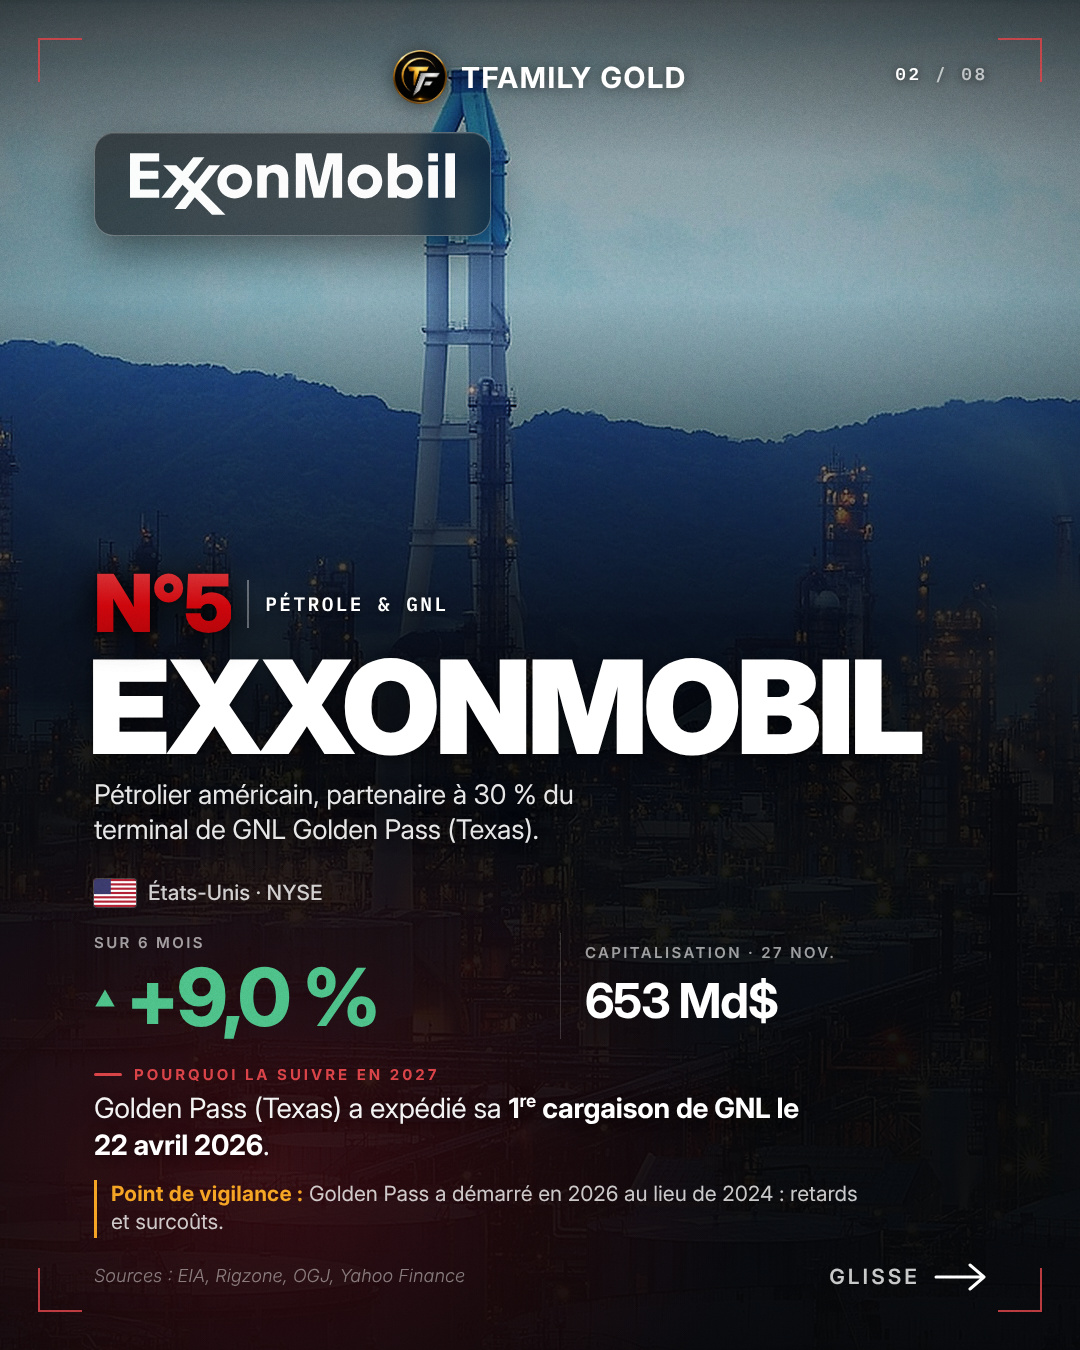 TFAMILY GOLD
02 / 08
ExxonMobil
N°5
PÉTROLE & GNL
EXXONMOBIL
Pétrolier américain, partenaire à 30 % du
terminal de GNL Golden Pass (Texas).
États-Unis · NYSE
SUR 6 MOIS
▲ +9,0 %
CAPITALISATION · 27 NOV.
653 Md$
POURQUOI LA SUIVRE EN 2027
Golden Pass (Texas) a expédié sa 1re cargaison de GNL le
22 avril 2026.
Point de vigilance : Golden Pass a démarré en 2026 au lieu de 2024 : retards
et surcoûts.
Sources : EIA, Rigzone, OGJ, Yahoo Finance
GLISSE